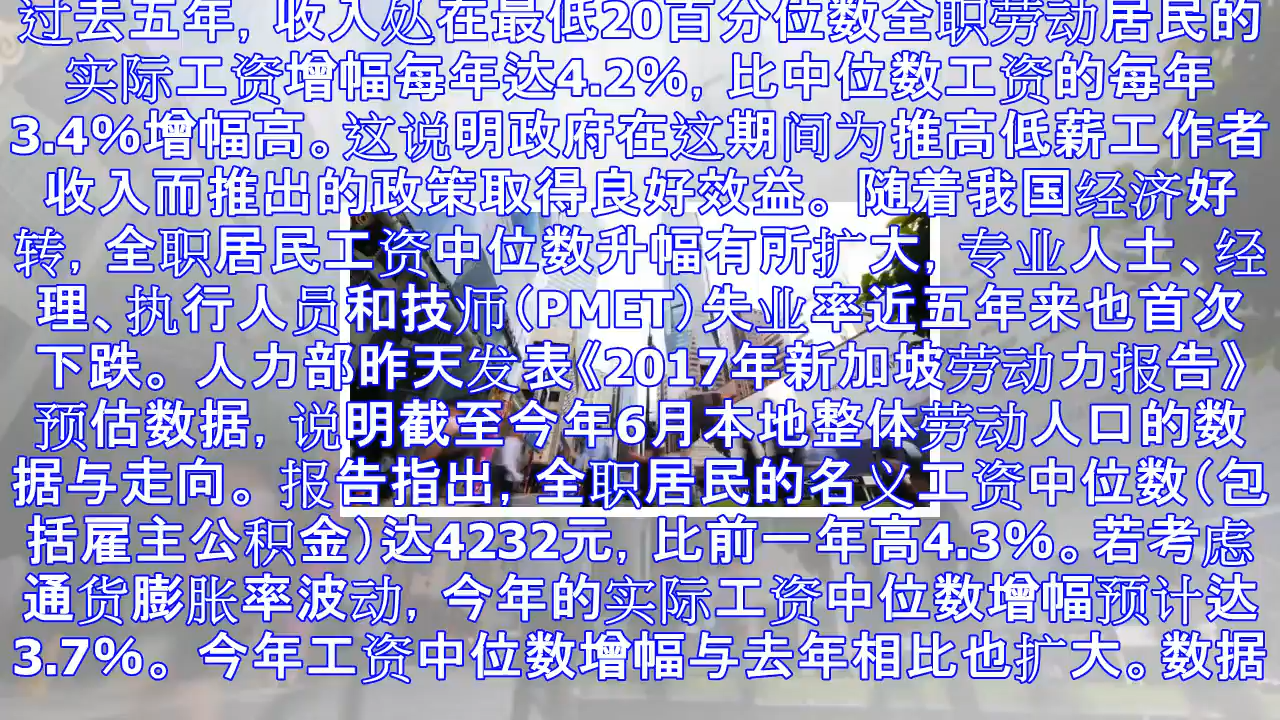 过去五年，收入处在最低20百分位数全职劳动居民的
实际工资增幅每年达4.2%，比中位数工资的每年
3.4%增幅高。这说明政府在这期间为推高低薪工作者
收入而推出的政策取得良好效益。随着我国经济好
转，全职居民工资中位数升幅有所扩大，专业人士、经
理、执行人员和技师（PMET）失业率近五年来也首次
下跌。人力部昨天发表《2017年新加坡劳动力报告》
预估数据，说明截至今年6月本地整体劳动人口的数
据与走向。报告指出，全职居民的名义工资中位数（包
括雇主公积金）达4232元，比前一年高4.3%。若考虑
通货膨胀率波动，今年的实际工资中位数增幅预计达
3.7%。今年工资中位数增幅与去年相比也扩大。数据